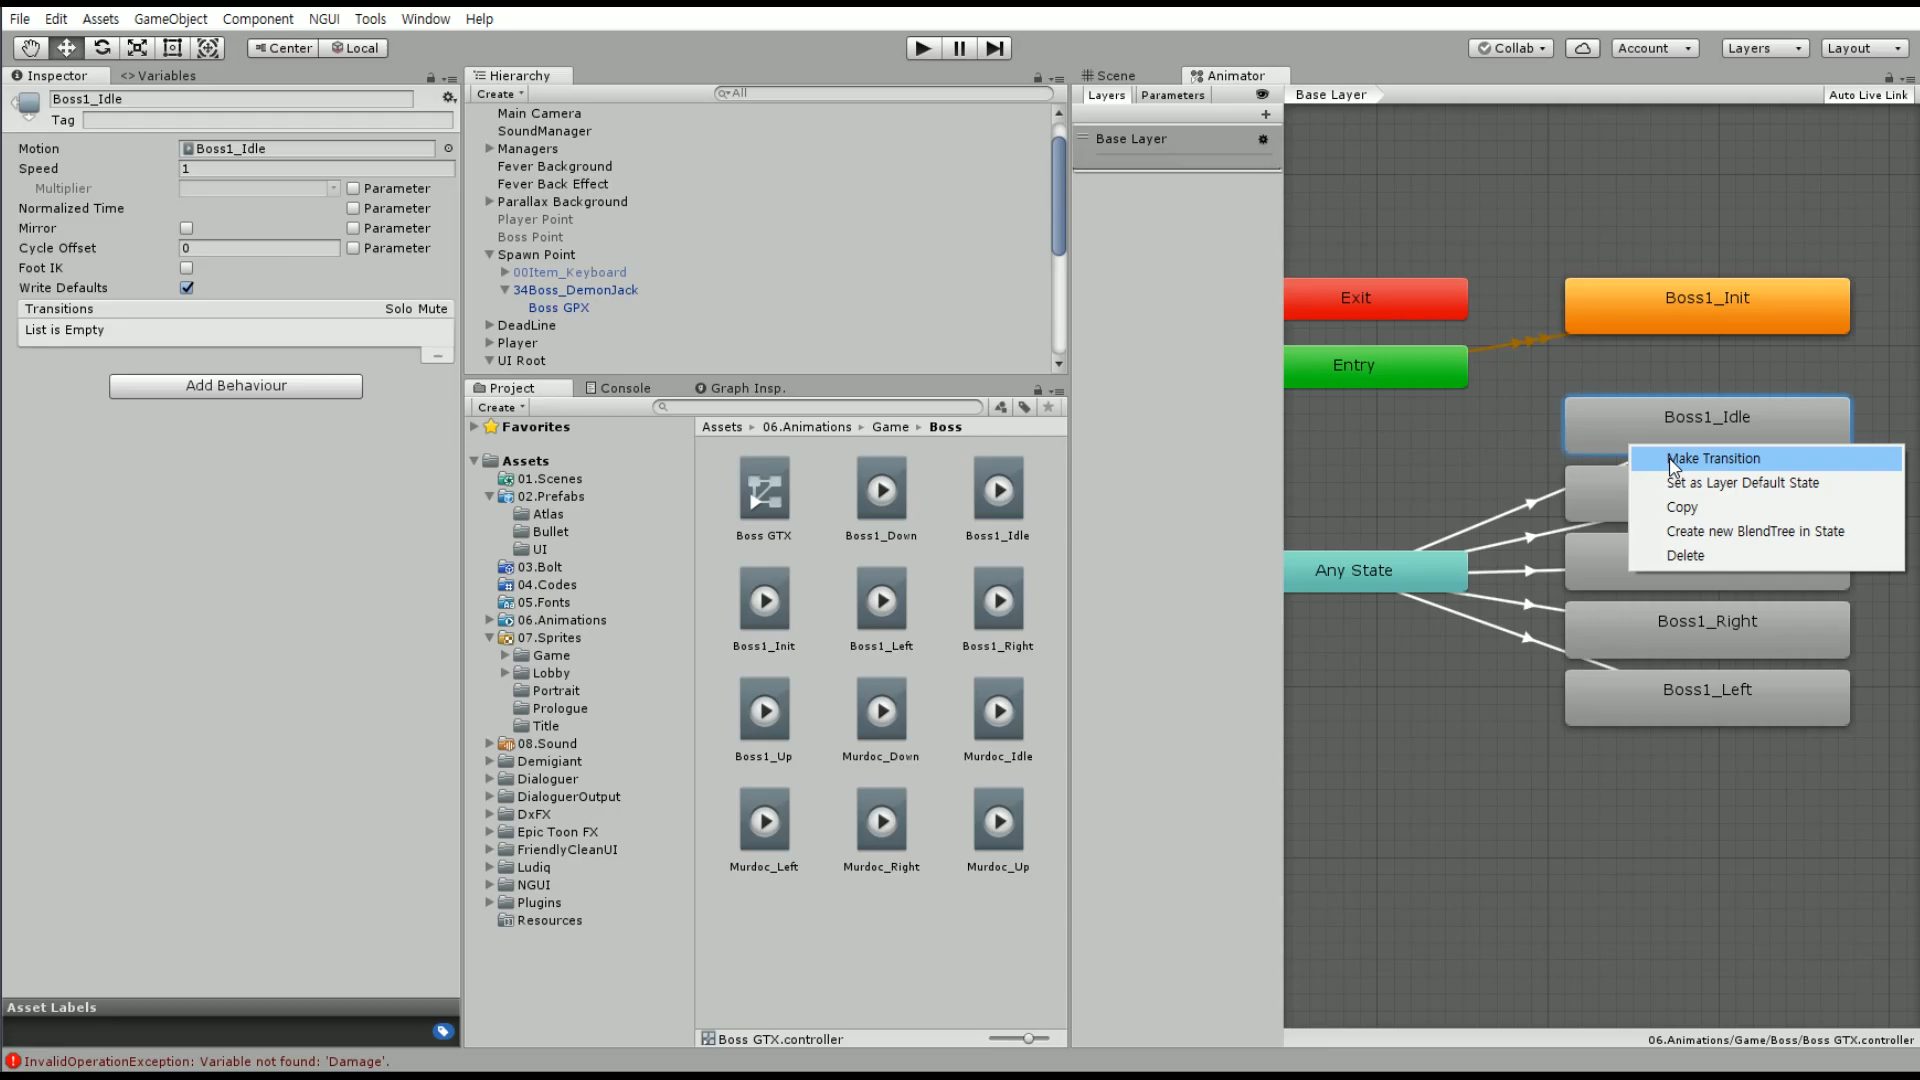 File Edit Assets GameObject Component NGUI Tools Window Help
Center Local
Collab Account Layers Layout
Inspector <> Variables
Boss1_Idle
Tag
Motion Boss1_Idle
Speed 1
Multiplier Parameter
Normalized Time Parameter
Mirror Parameter
Cycle Offset 0 Parameter
Foot IK
Write Defaults
Transitions Solo Mute
List is Empty
Add Behaviour
Asset Labels
Hierarchy
Create All
Main Camera
SoundManager
Managers
Fever Background
Fever Back Effect
Parallax Background
Player Point
Boss Point
Spawn Point
00Item_Keyboard
34Boss_DemonJack
Boss GPX
DeadLine
Player
UI Root
Project Console Graph Insp.
Create
Favorites
Assets
01.Scenes
02.Prefabs
Atlas
Bullet
UI
03.Bolt
04.Codes
05.Fonts
06.Animations
07.Sprites
Game
Lobby
Portrait
Prologue
Title
08.Sound
Demigiant
Dialoguer
DialoguerOutput
DxFX
Epic Toon FX
FriendlyCleanUI
Ludiq
NGUI
Plugins
Resources
Assets 06.Animations Game Boss
Boss GTX Boss1_Down Boss1_Idle
Boss1_Init Boss1_Left Boss1_Right
Boss1_Up Murdoc_Down Murdoc_Idle
Murdoc_Left Murdoc_Right Murdoc_Up
Boss GTX.controller
Scene Animator
Layers Parameters Base Layer Auto Live Link
Base Layer
Exit
Entry
Any State
Boss1_Init
Boss1_Idle
Make Transition
Set as Layer Default State
Copy
Create new BlendTree in State
Delete
Boss1_Right
Boss1_Left
06.Animations/Game/Boss/Boss GTX.controller
InvalidOperationException: Variable not found: 'Damage'.